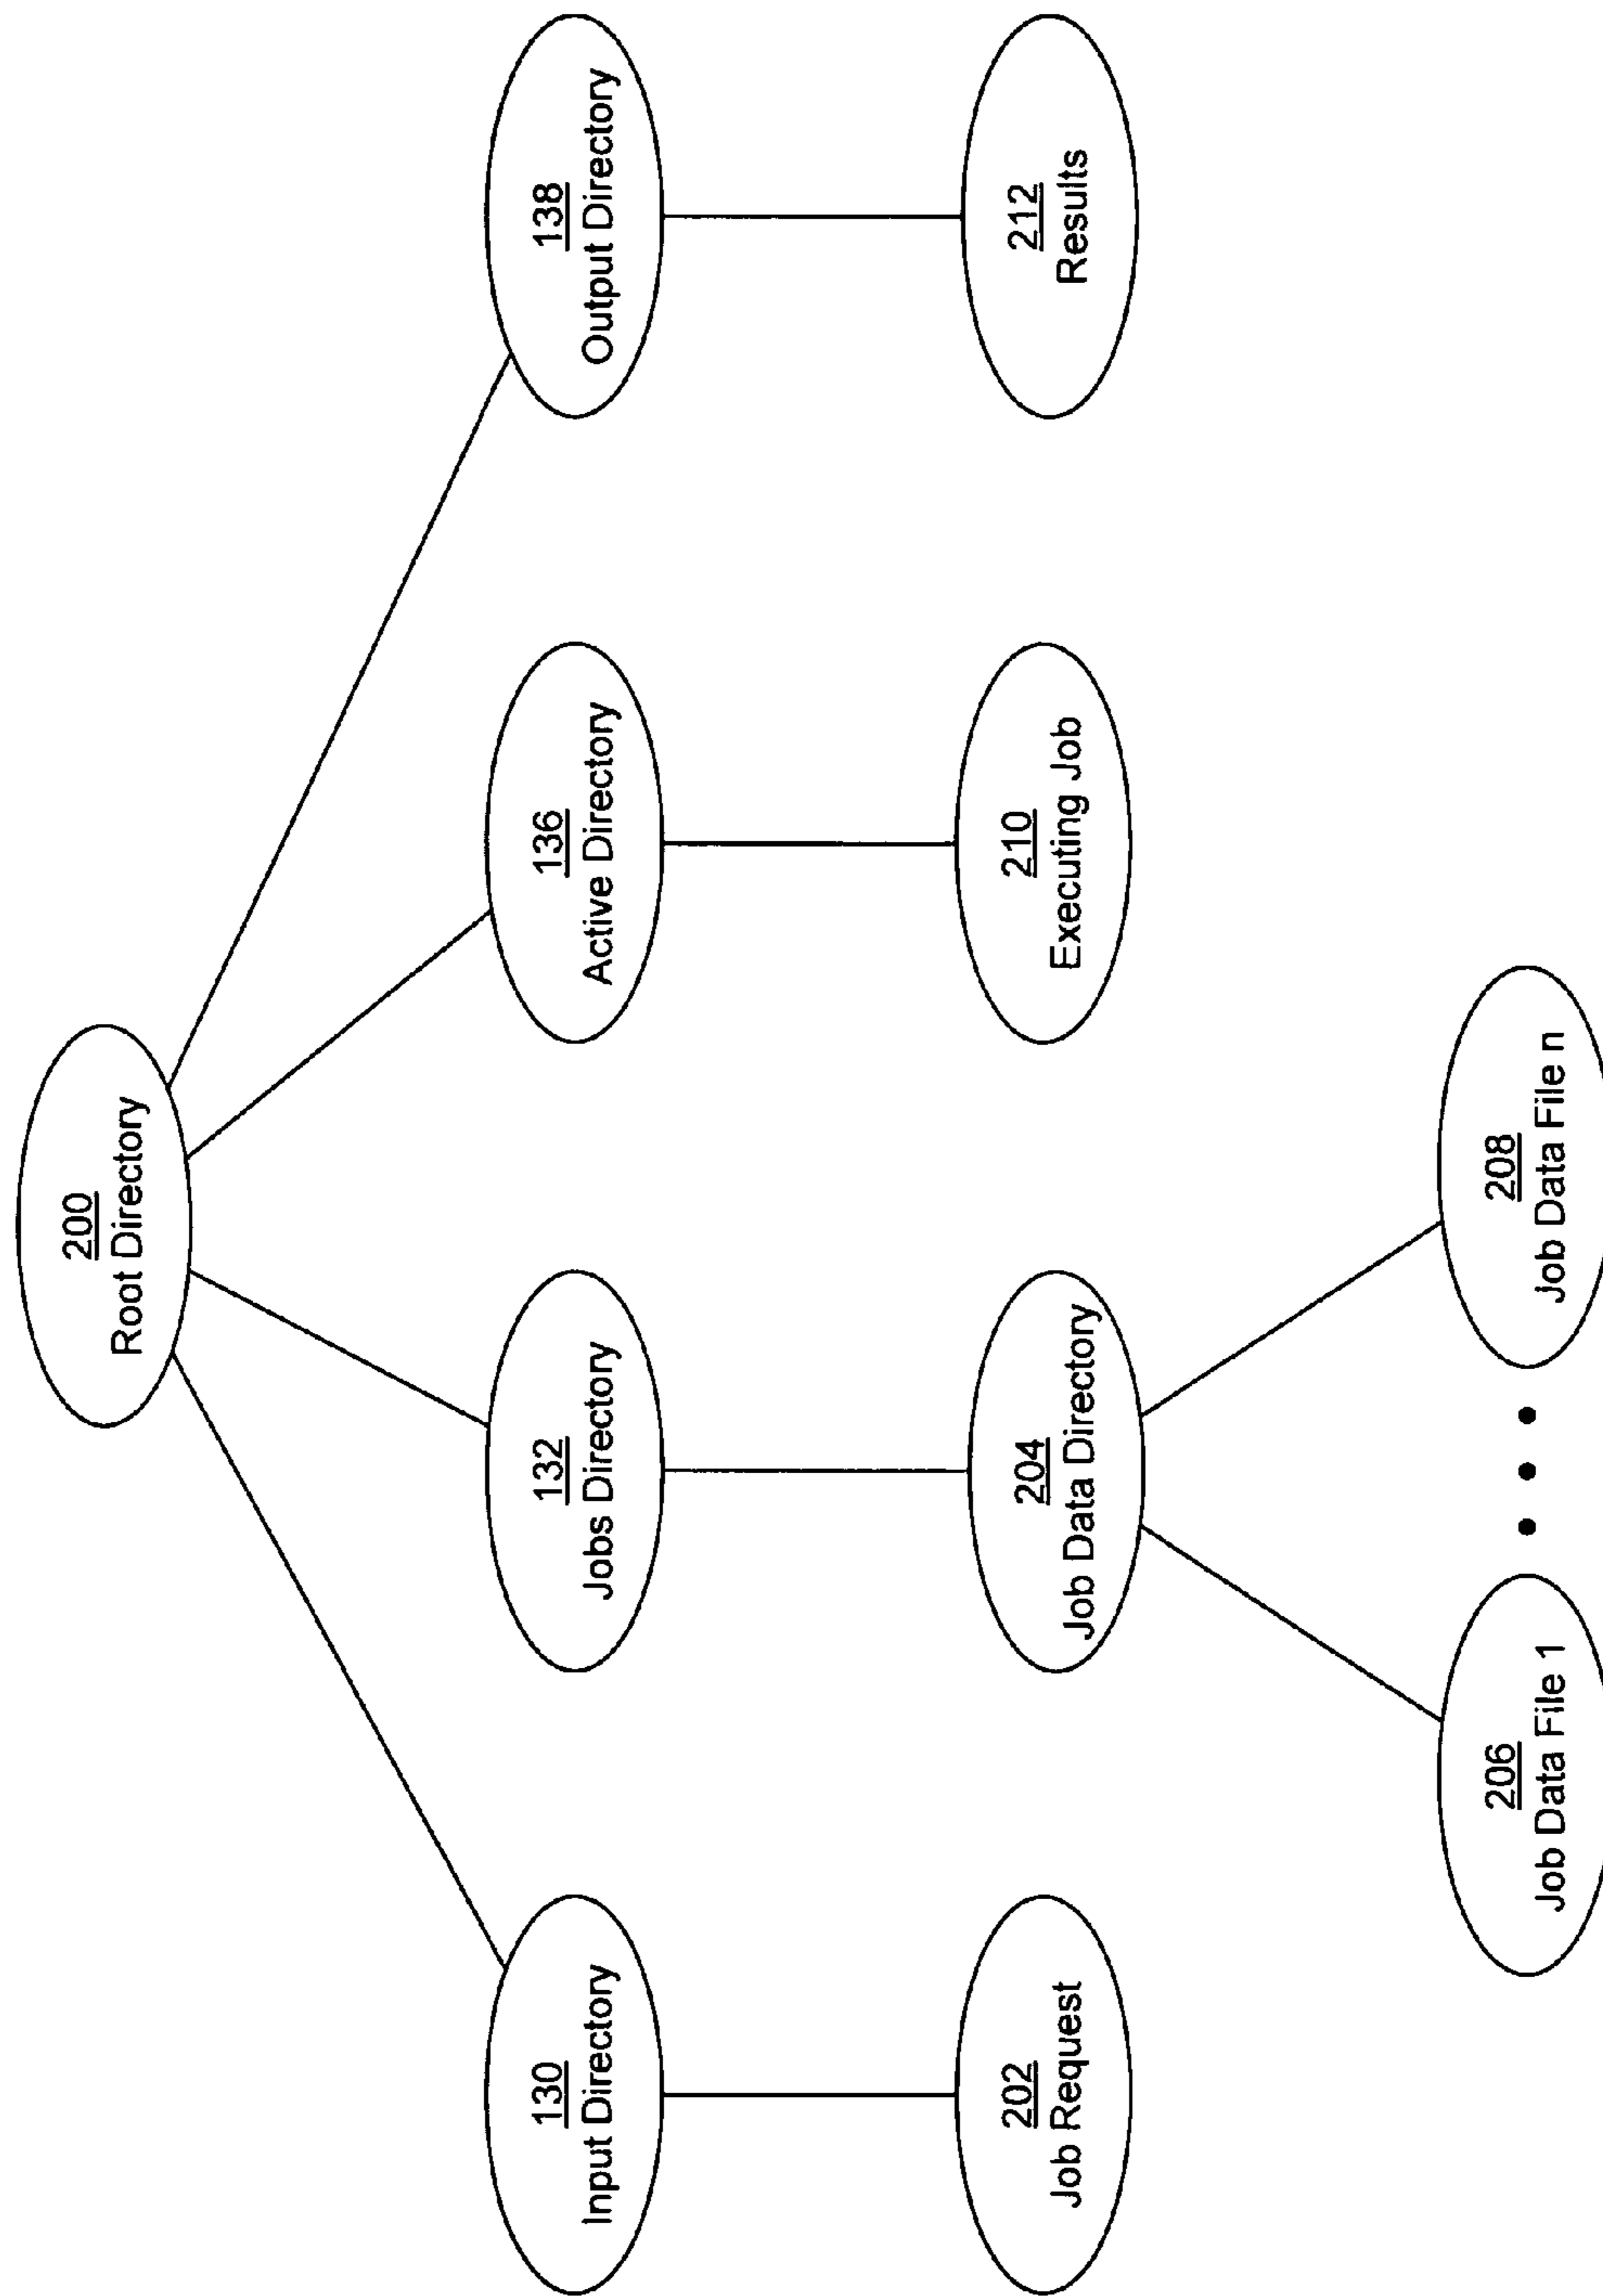 200
Root Directory
130
Input Directory
132
Jobs Directory
136
Active Directory
138
Output Directory
202
Job Request
204
Job Data Directory
210
Executing Job
212
Results
206
Job Data File 1
208
Job Data File n